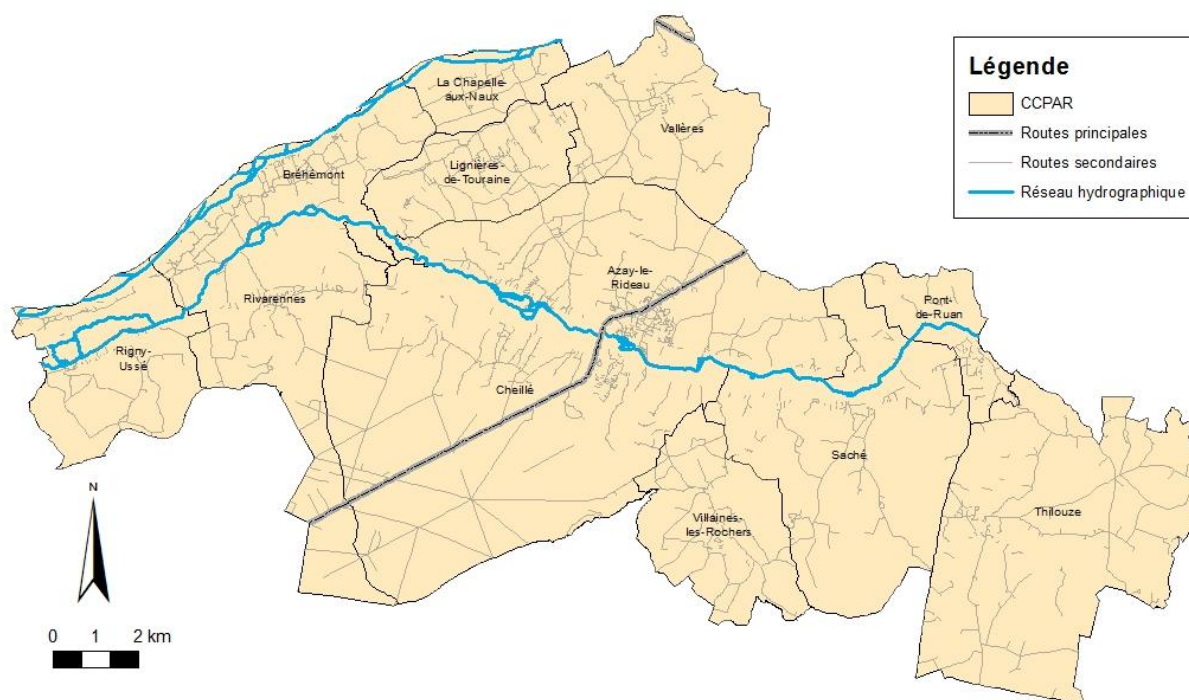 La Chapelle-
aux-Naux
Vallères
Lignières-
de-Touraine
Bréhémont
Azay-le-
Rideau
Rivarennes
Pont-
de-Ruan
Rigny-
Ussé
Cheillé
Saché
Villaines-
les-Rochers
Thilouze
Légende
CCPAR
Routes principales
Routes secondaires
Réseau hydrographique
N
0 1 2 km